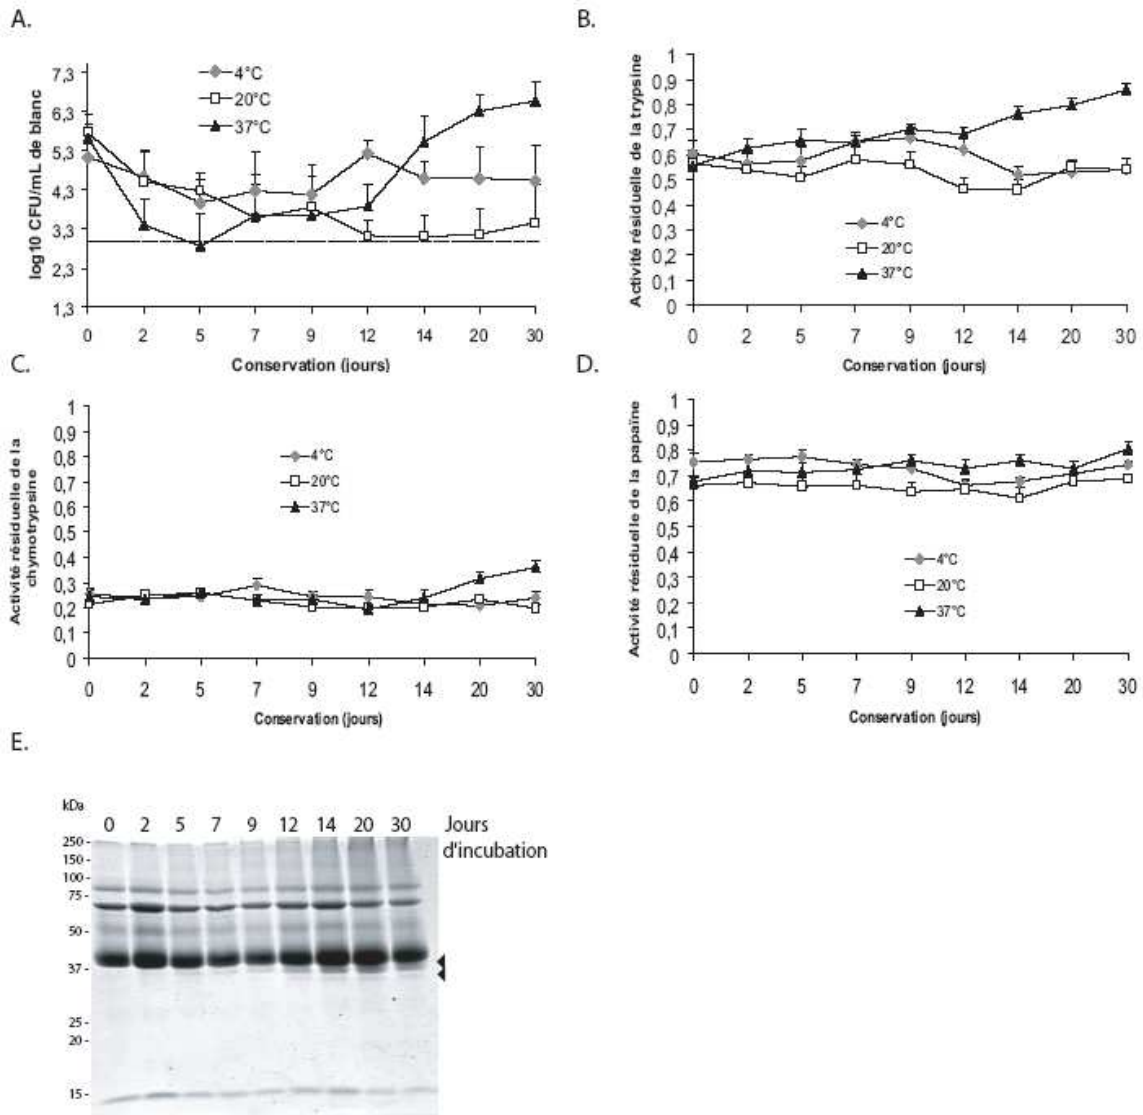 A.
log10 CFU/mL de blanc
7,3
6,3
5,3
4,3
3,3
2,3
1,3
4°C
20°C
37°C
0 2 5 7 9 12 14 20 30
Conservation (jours)
B.
Activité résiduelle de la trypsine
1
0,9
0,8
0,7
0,6
0,5
0,4
0,3
0,2
0,1
0
4°C
20°C
37°C
0 2 5 7 9 12 14 20 30
Conservation (jours)
C.
Activité résiduelle de la
chymotrypsine
1
0,9
0,8
0,7
0,6
0,5
0,4
0,3
0,2
0,1
0
4°C
20°C
37°C
0 2 5 7 9 12 14 20 30
Conservation (jours)
D.
Activité résiduelle de la papaïne
1
0,9
0,8
0,7
0,6
0,5
0,4
0,3
0,2
0,1
0
4°C
20°C
37°C
0 2 5 7 9 12 14 20 30
Conservation (jours)
E.
kDa
0 2 5 7 9 12 14 20 30 Jours
d'incubation
250-
150-
100-
75-
50-
37-
25-
20-
15-